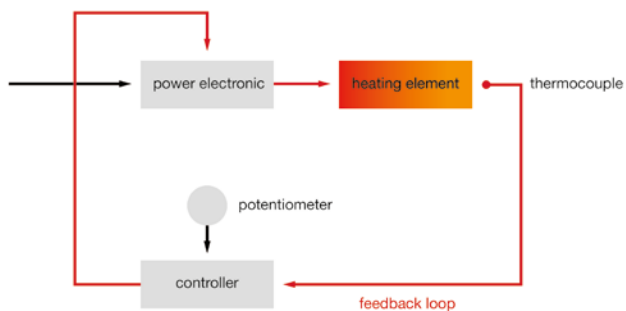 power electronic
heating element
thermocouple
potentiometer
controller
feedback loop